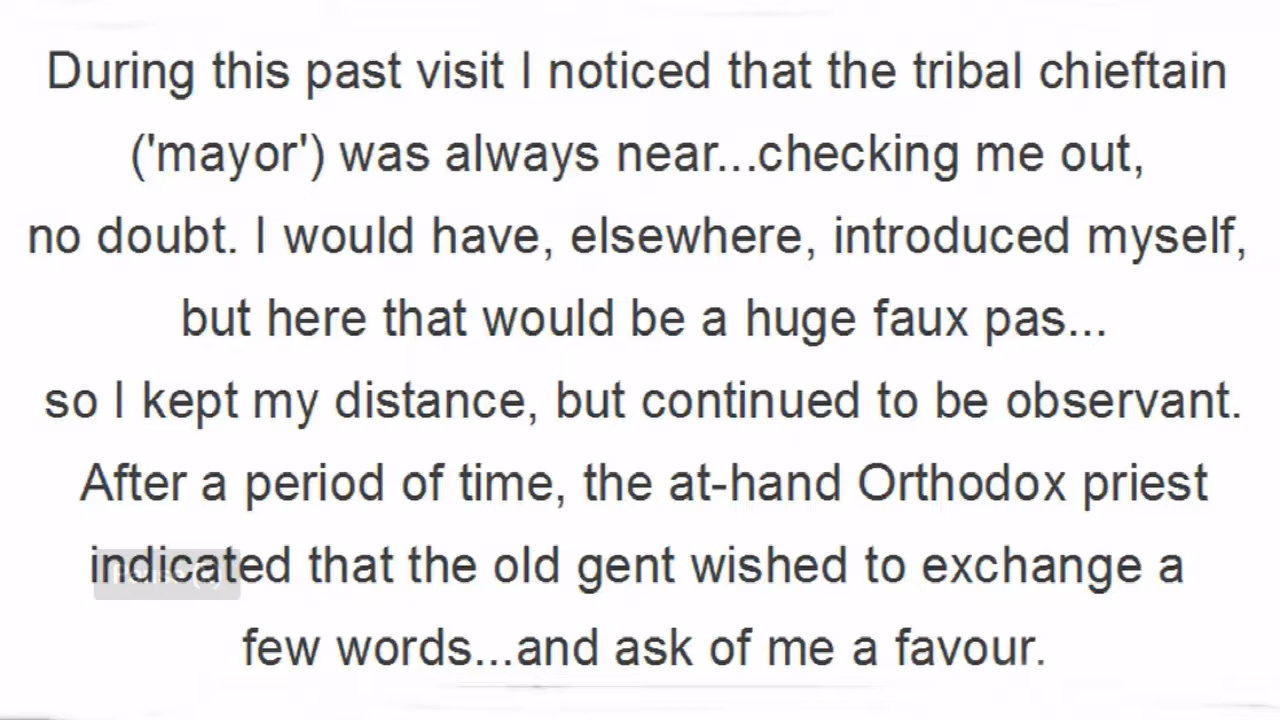 During this past visit I noticed that the tribal chieftain
('mayor') was always near...checking me out,
no doubt. I would have, elsewhere, introduced myself,
but here that would be a huge faux pas...
so I kept my distance, but continued to be observant.
After a period of time, the at-hand Orthodox priest
indicated that the old gent wished to exchange a
few words...and ask of me a favour.